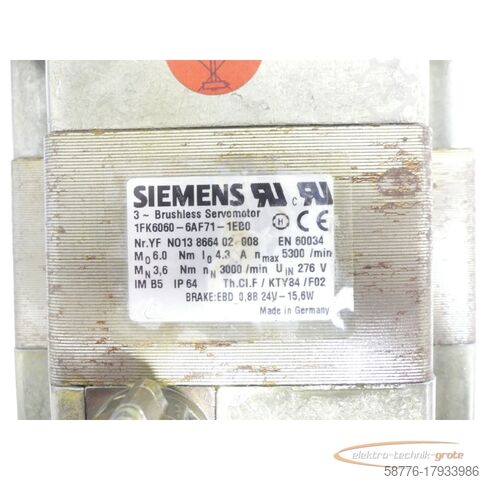 SIEMENS
3 ~ Brushless Servomotor
1FK6060-6AF71-1EB0
Nr.YF N013 8664 02 008 EN 60034
M0 6.0 Nm I0 4.3 A nmax 5300 /min
MN 3,6 Nm nN 3000 /min UIN 276 V
IM B5 IP 64 Th.Cl.F / KTY84 /F02
BRAKE:EBD 0,8B 24V-15,6W
Made in Germany
elektro-technik-grote
58776-17933986